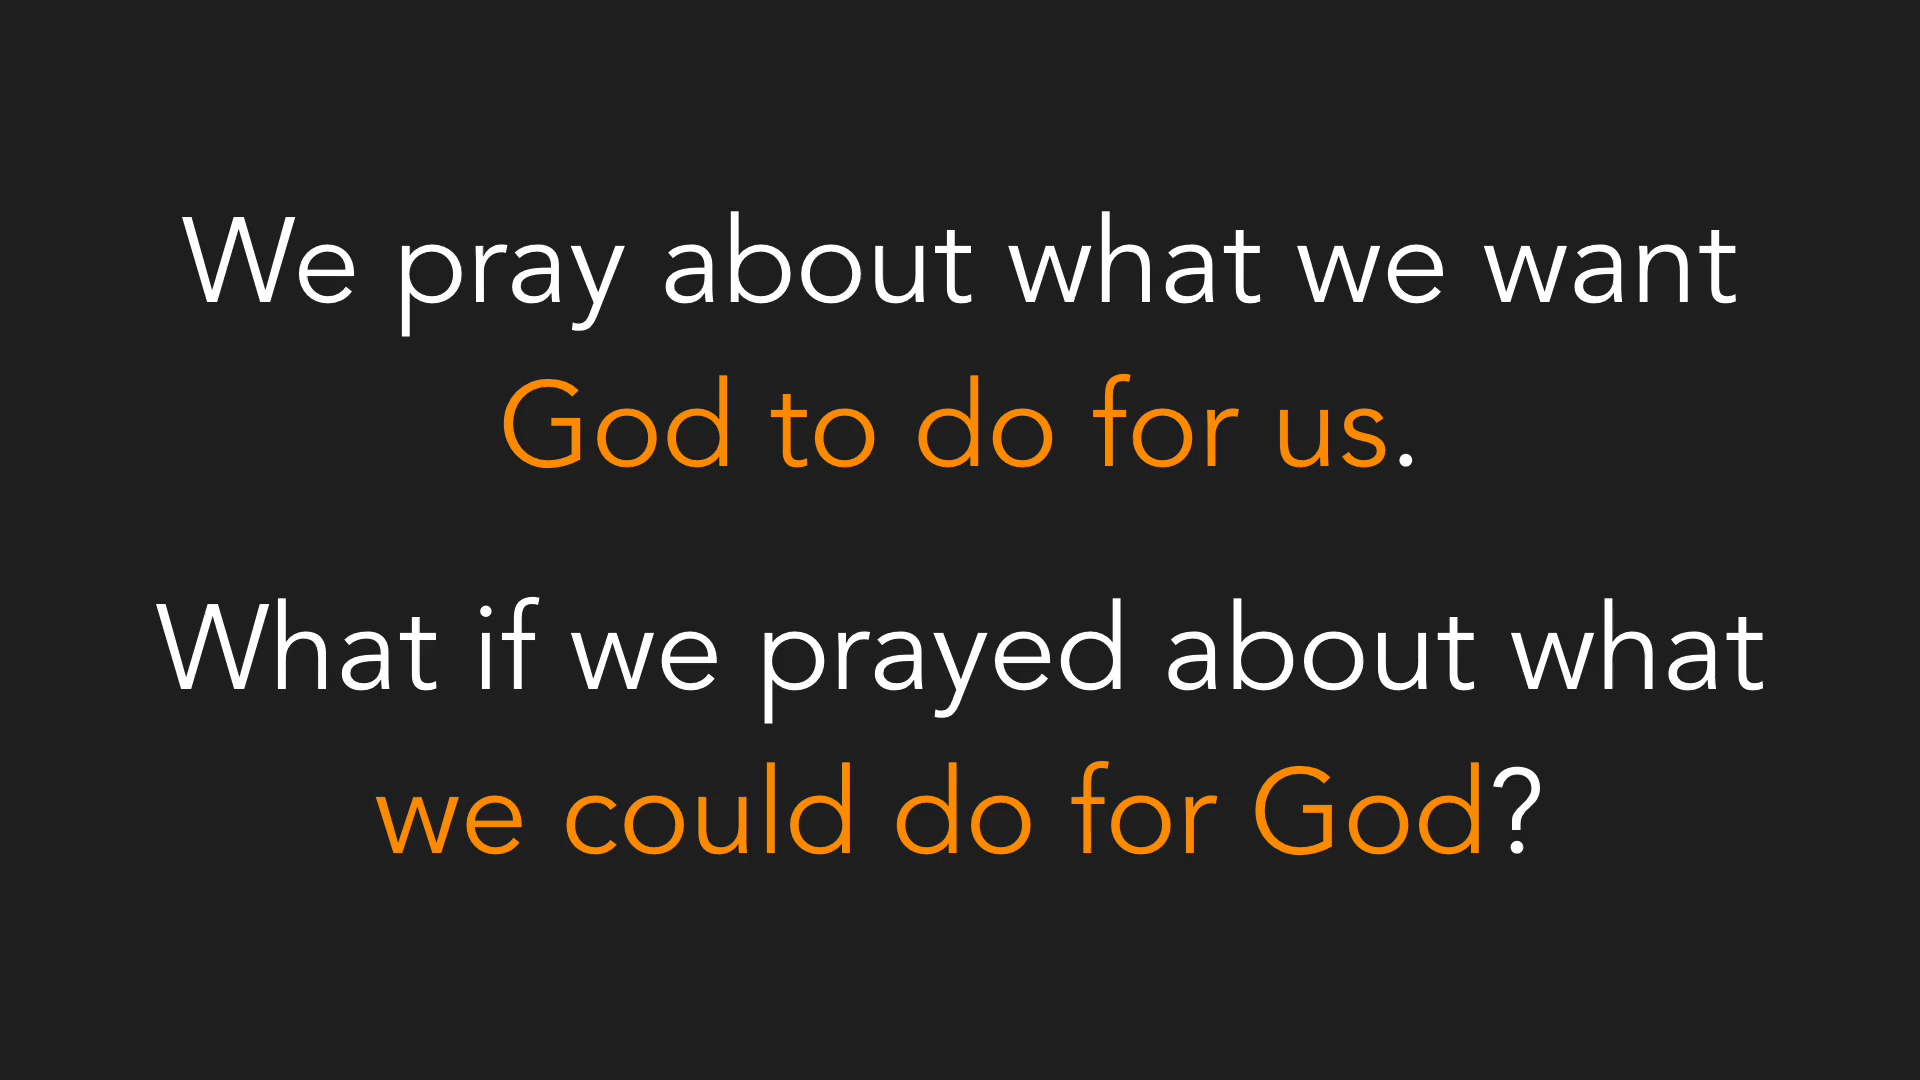 We pray about what we want
God to do for us.
What if we prayed about what
we could do for God?